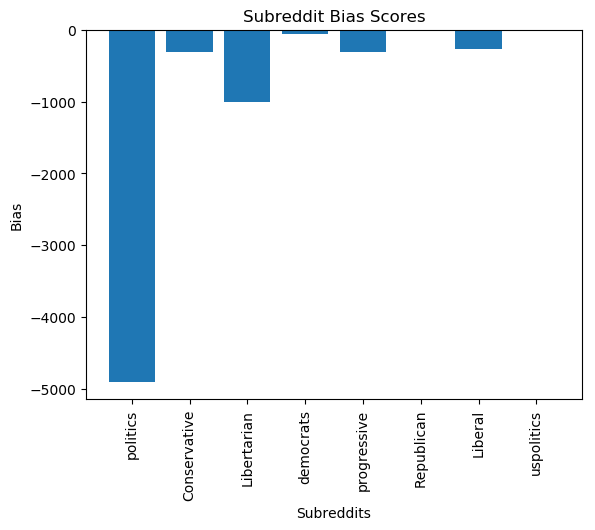 Subreddit Bias Scores
0
−1000
−2000
−3000
−4000
−5000
Bias
politics
Conservative
Libertarian
democrats
progressive
Republican
Liberal
uspolitics
Subreddits